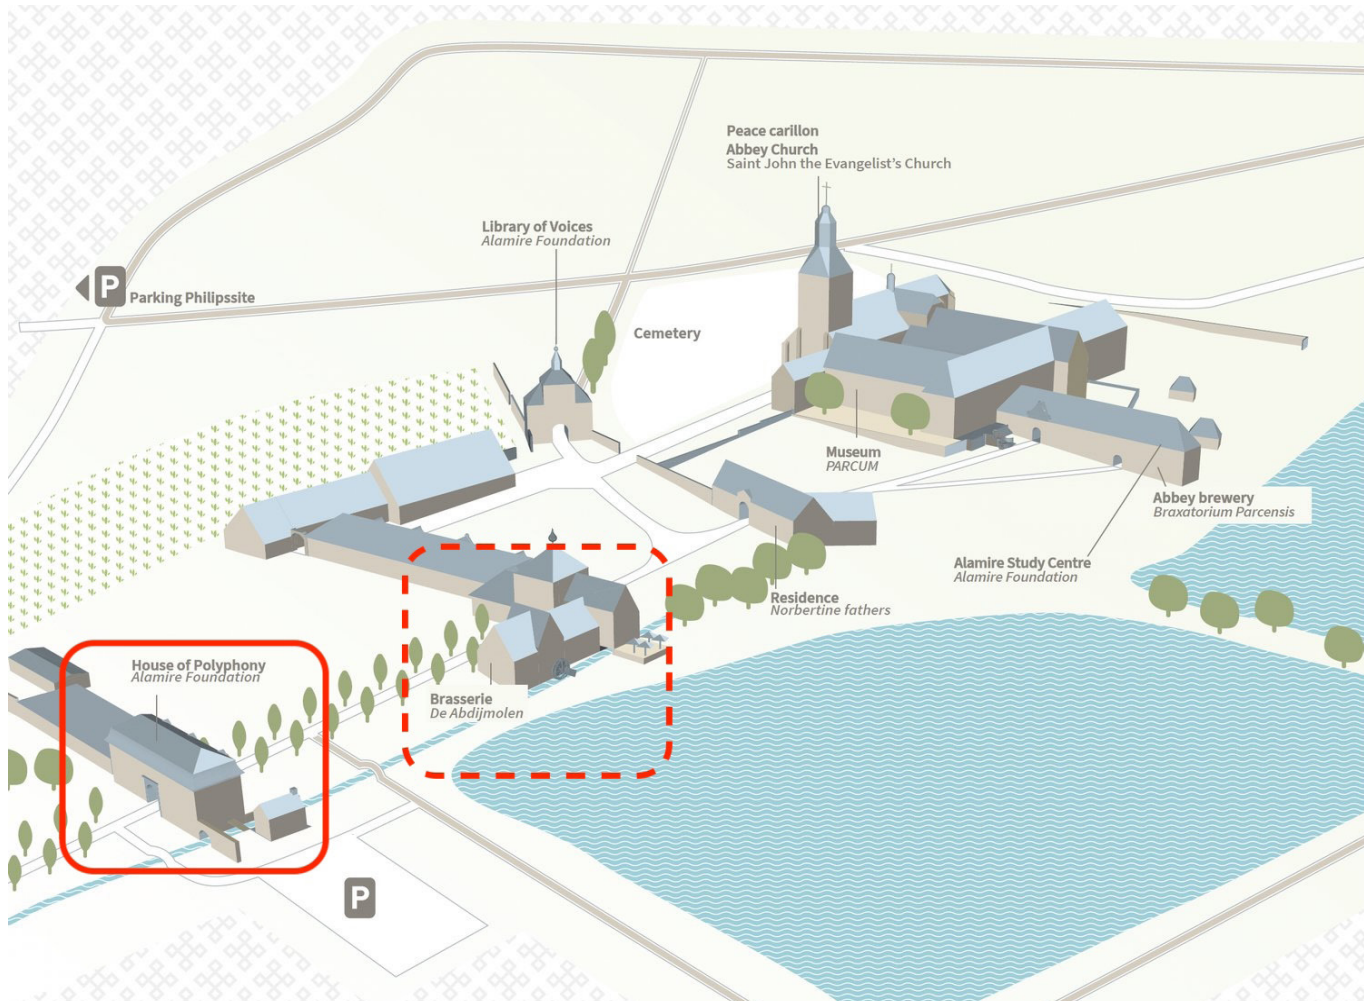 Peace carillon
Abbey Church
Saint John the Evangelist's Church
Library of Voices
Alamire Foundation
P
Parking Philipssite
Cemetery
Museum
PARCUM
Abbey brewery
Braxatorium Parcensis
Alamire Study Centre
Alamire Foundation
Residence
Norbertine fathers
House of Polyphony
Alamire Foundation
Brasserie
De Abdijmolen
P